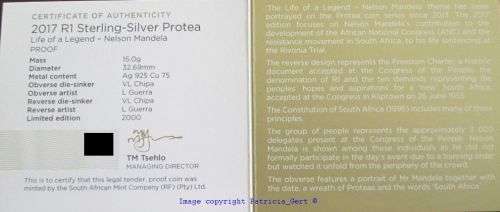 CERTIFICATE OF AUTHENTICITY
2017 R1 Sterling-Silver Protea
Life of a Legend – Nelson Mandela
PROOF
Mass 15.0g
Diameter 32.69mm
Metal content Ag 925 Cu 75
Obverse die-sinker VL Chipa
Obverse artist L Guerra
Reverse die-sinker VL Chipa
Reverse artist L Guerra
Limited edition 2000
TM Tsehlo
MANAGING DIRECTOR
This is to certify that this legal tender, proof coin was
minted by the South African Mint Company (RF) (Pty) Ltd.
The Life of a Legend – Nelson Mandela theme has been
portrayed on the Protea coin series since 2013. The 2017
edition focuses on Nelson Mandela's contribution to the
development of the African National Congress (ANC) and the
resistance movement in South Africa, to his life sentencing at
the Rivonia Trial.
The reverse design represents the Freedom Charter, a historic
document accepted at the Congress of the People, the
denomination of R1 and the ten demands representing the
peoples' hopes and aspirations for a new South Africa,
accepted at the Congress in Kliptown on 26 June 1955.
The Constitution of South Africa (1996) includes many of these
principles.
The group of people represents the approximately 3 000
delegates present at the Congress of the People. Nelson
Mandela is shown among these individuals as he did not
formally participate in the day's event due to a banning order
but watched it unfold from the periphery of the crowd.
The obverse features a portrait of Mr Mandela together with
the date, a wreath of Proteas and the words 'South Africa'.
Image copyright Patricia_Gert ©